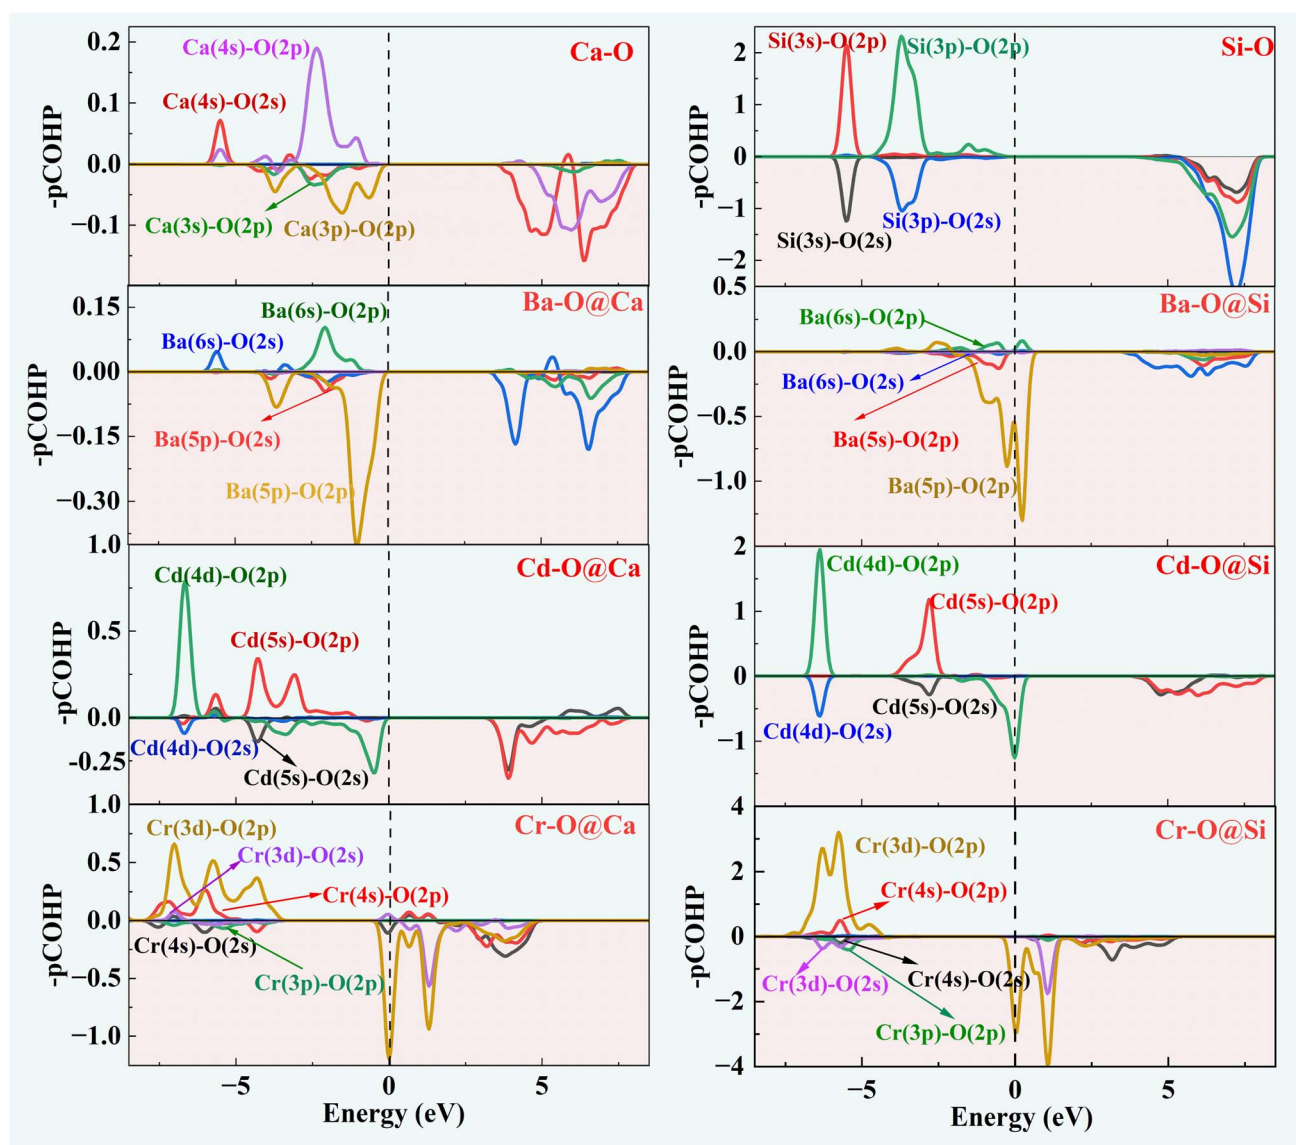 Ca-O
Ca(4s)-O(2p)
Ca(4s)-O(2s)
Ca(3s)-O(2p)
Ca(3p)-O(2p)
-pCOHP
0.2
0.1
0.0
−0.1
Si-O
Si(3s)-O(2p)
Si(3p)-O(2p)
Si(3s)-O(2s)
Si(3p)-O(2s)
-pCOHP
2
1
0
−1
−2
Ba-O@Ca
Ba(6s)-O(2p)
Ba(6s)-O(2s)
Ba(5p)-O(2s)
Ba(5p)-O(2p)
-pCOHP
0.15
0.00
−0.15
−0.30
Ba-O@Si
Ba(6s)-O(2p)
Ba(6s)-O(2s)
Ba(5s)-O(2p)
Ba(5p)-O(2p)
-pCOHP
0.5
0.0
−0.5
−1.0
Cd-O@Ca
Cd(4d)-O(2p)
Cd(5s)-O(2p)
Cd(4d)-O(2s)
Cd(5s)-O(2s)
-pCOHP
1.0
0.5
0.0
-0.25
Cd-O@Si
Cd(4d)-O(2p)
Cd(5s)-O(2p)
Cd(5s)-O(2s)
Cd(4d)-O(2s)
-pCOHP
2
1
0
−1
Cr-O@Ca
Cr(3d)-O(2p)
Cr(3d)-O(2s)
Cr(4s)-O(2p)
Cr(4s)-O(2s)
Cr(3p)-O(2p)
-pCOHP
1.0
0.5
0.0
−0.5
−1.0
−5 0 5
Energy (eV)
Cr-O@Si
Cr(3d)-O(2p)
Cr(4s)-O(2p)
Cr(4s)-O(2s)
Cr(3d)-O(2s)
Cr(3p)-O(2p)
-pCOHP
2
4
2
0
−2
−4
−5 0 5
Energy (eV)